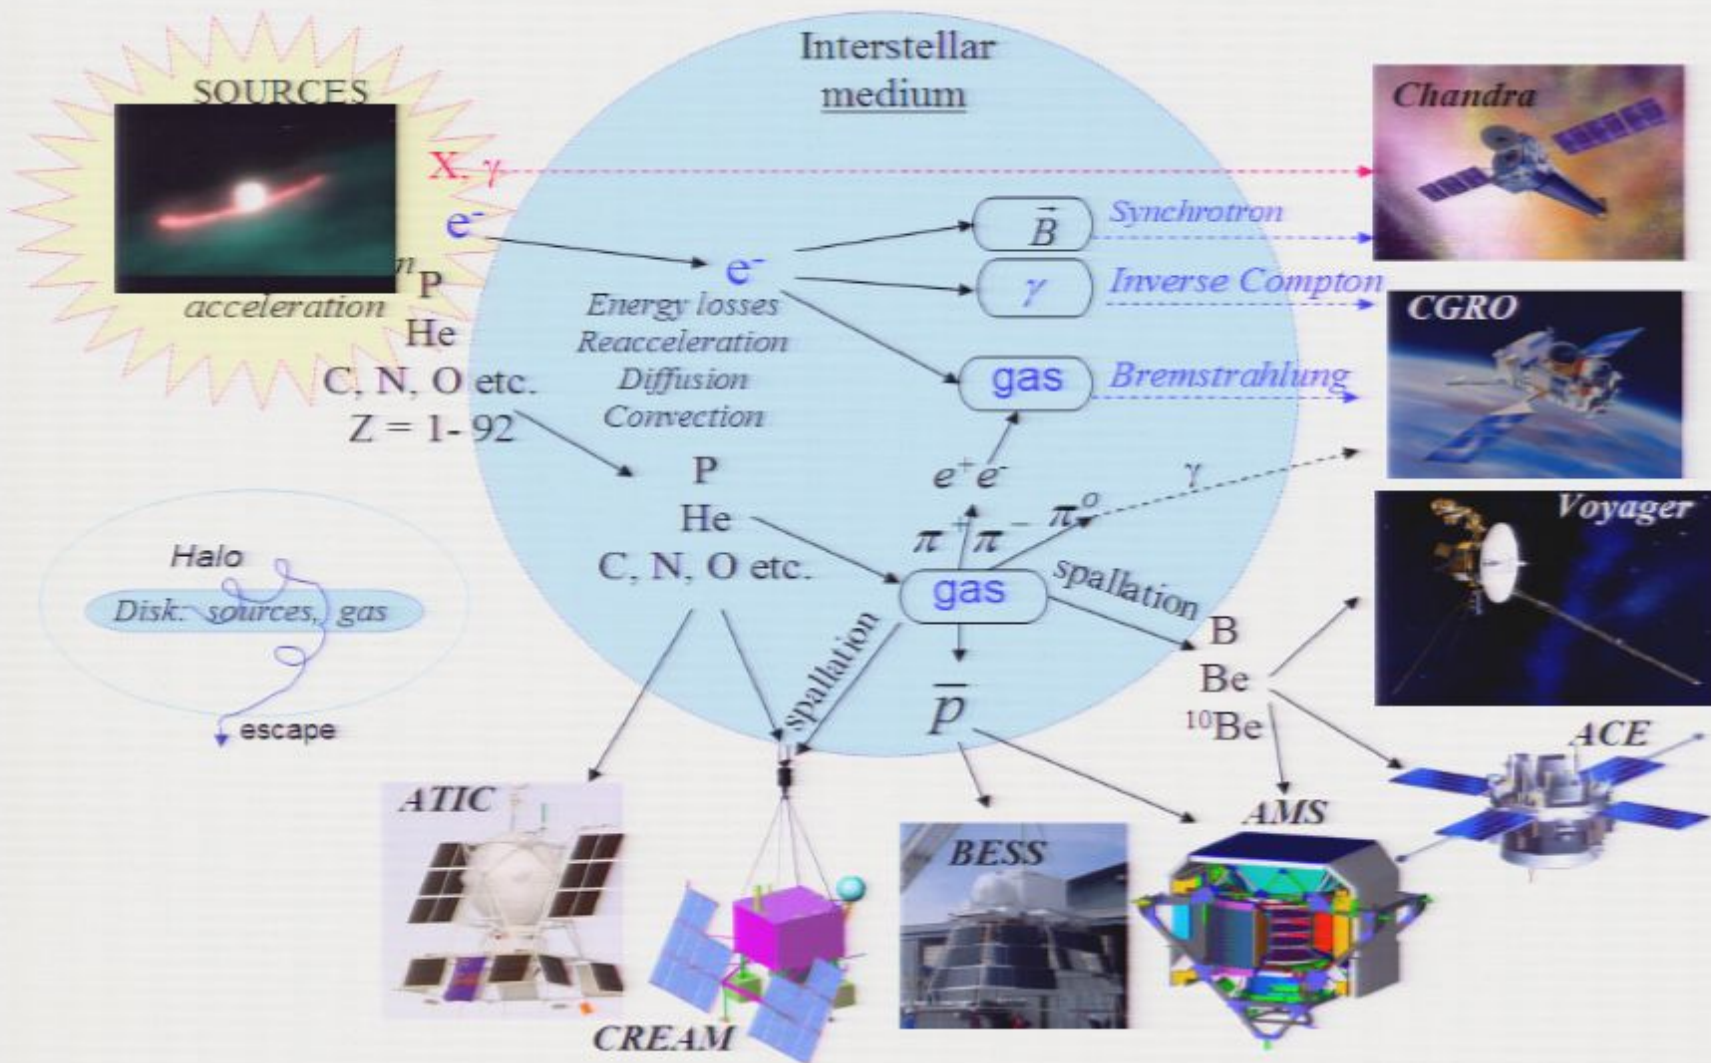 Interstellar
medium
SOURCES
acceleration
X, γ
e⁻
P
He
C, N, O etc.
Z = 1- 92
e⁻
Energy losses
Reacceleration
Diffusion
Convection
B⃗
Synchrotron
γ
Inverse Compton
gas
Bremstrahlung
e⁺e⁻
π⁺π⁻
π⁰
γ
P
He
C, N, O etc.
gas
spallation
spallation
p̅
B
Be
¹⁰Be
Halo
Disk: sources, gas
escape
Chandra
CGRO
Voyager
ACE
ATIC
CREAM
BESS
AMS